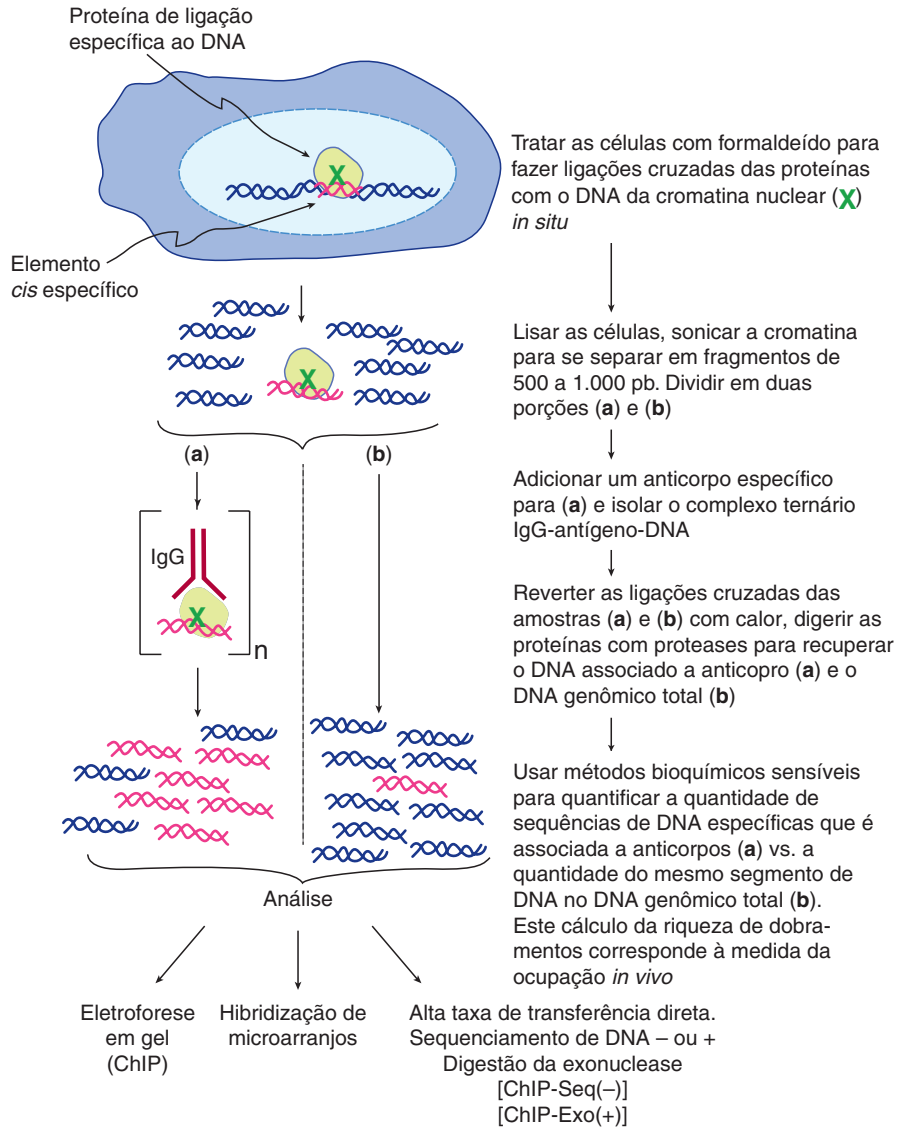 Proteína de ligação
específica ao DNA
X
Elemento
cis específico
Tratar as células com formaldeído para
fazer ligações cruzadas das proteínas
com o DNA da cromatina nuclear (X)
in situ
X
Lisar as células, sonicar a cromatina
para se separar em fragmentos de
500 a 1.000 pb. Dividir em duas
porções (a) e (b)
(a)
(b)
Adicionar um anticorpo específico
para (a) e isolar o complexo ternário
IgG-antígeno-DNA
IgG
X
n
Reverter as ligações cruzadas das
amostras (a) e (b) com calor, digerir as
proteínas com proteases para recuperar
o DNA associado a anticopro (a) e o
DNA genômico total (b)
Usar métodos bioquímicos sensíveis
para quantificar a quantidade de
sequências de DNA específicas que é
associada a anticorpos (a) vs. a
quantidade do mesmo segmento de
DNA no DNA genômico total (b).
Este cálculo da riqueza de dobra-
mentos corresponde à medida da
ocupação in vivo
Análise
Eletroforese
em gel
(ChIP)
Hibridização de
microarranjos
Alta taxa de transferência direta.
Sequenciamento de DNA – ou +
Digestão da exonuclease
[ChIP-Seq(–)]
[ChIP-Exo(+)]